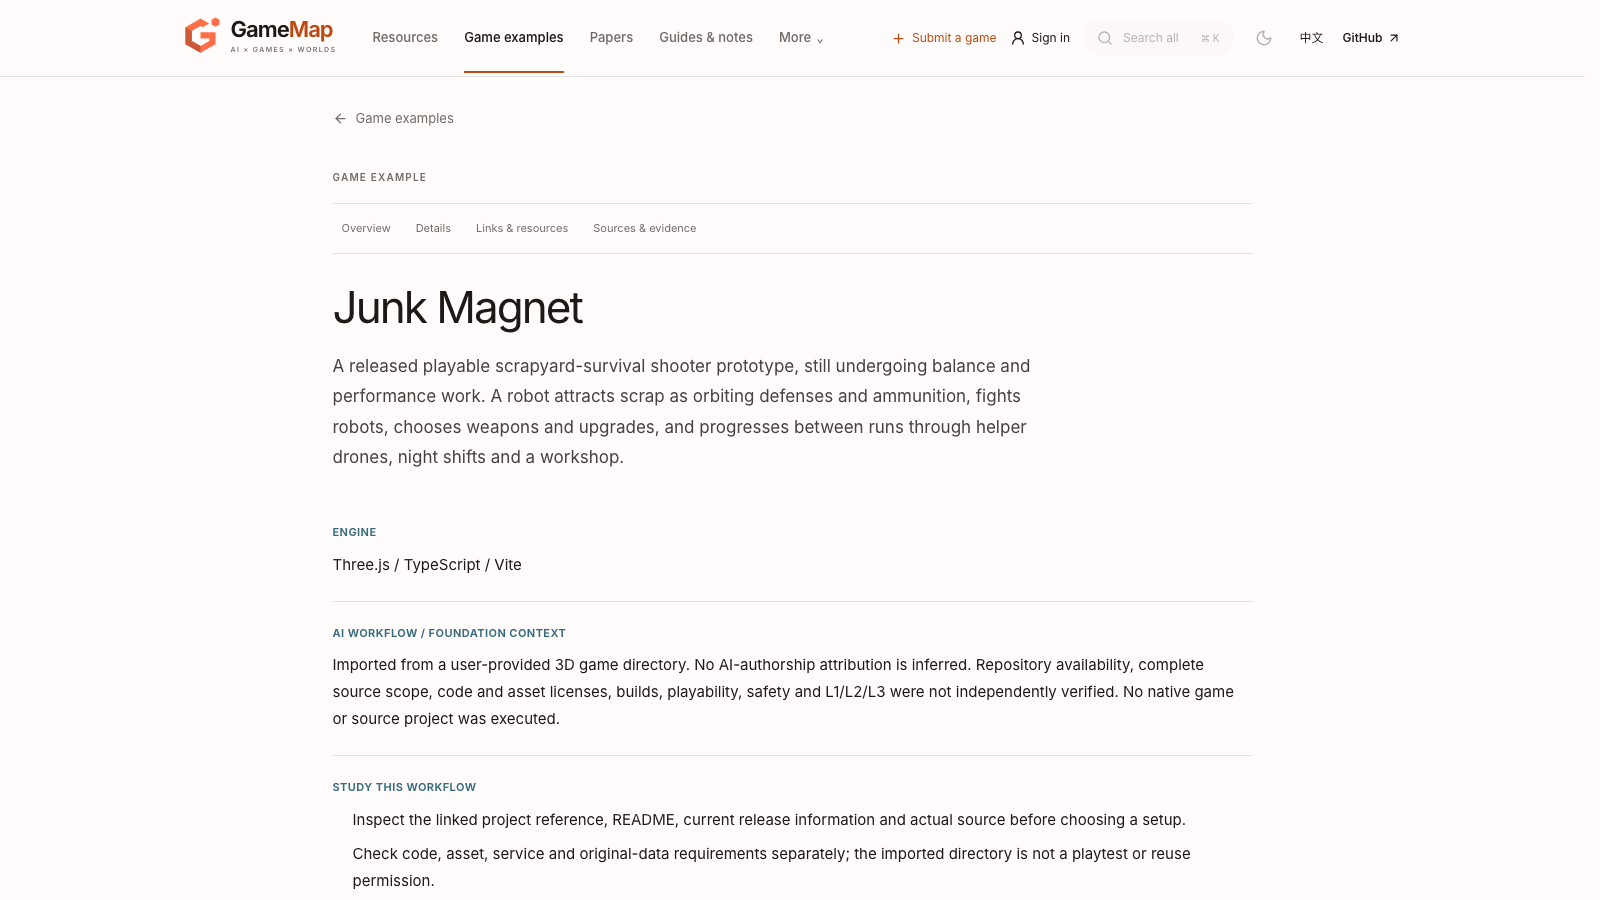 GameMap
AI × GAMES × WORLDS
Resources
Game examples
Papers
Guides & notes
More
Submit a game
Sign in
Search all
⌘ K
中文
GitHub
Game examples
GAME EXAMPLE
Overview
Details
Links & resources
Sources & evidence
Junk Magnet
A released playable scrapyard-survival shooter prototype, still undergoing balance and
performance work. A robot attracts scrap as orbiting defenses and ammunition, fights
robots, chooses weapons and upgrades, and progresses between runs through helper
drones, night shifts and a workshop.
ENGINE
Three.js / TypeScript / Vite
AI WORKFLOW / FOUNDATION CONTEXT
Imported from a user-provided 3D game directory. No AI-authorship attribution is inferred. Repository availability, complete
source scope, code and asset licenses, builds, playability, safety and L1/L2/L3 were not independently verified. No native game
or source project was executed.
STUDY THIS WORKFLOW
Inspect the linked project reference, README, current release information and actual source before choosing a setup.
Check code, asset, service and original-data requirements separately; the imported directory is not a playtest or reuse
permission.